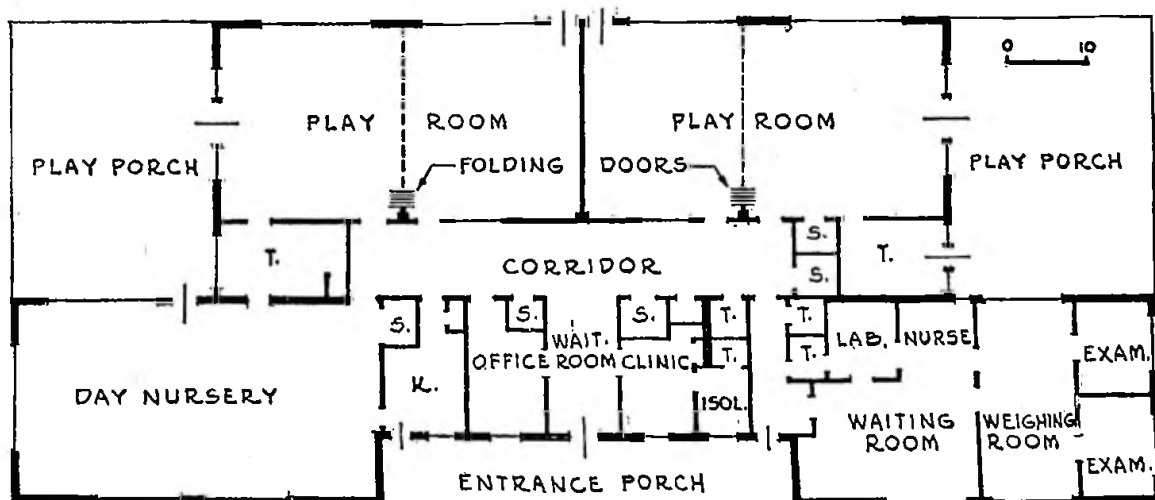 0 10
PLAY ROOM
PLAY ROOM
PLAY PORCH
FOLDING DOORS
PLAY PORCH
S.
T.
CORRIDOR
S.
T.
S.
S.
S.
T.
T.
WAIT.
OFFICE ROOM CLINIC
T.
T.
LAB.
NURSE
EXAM.
DAY NURSERY
K.
ISOL.
WAITING
ROOM
WEIGHING
ROOM
EXAM.
ENTRANCE PORCH